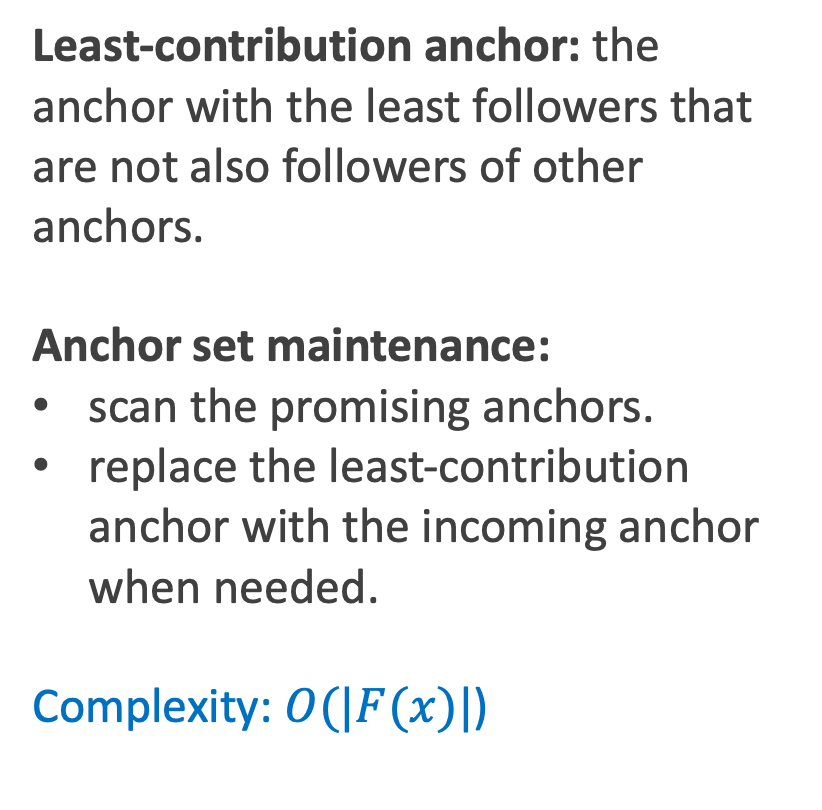 Least-contribution anchor: the
anchor with the least followers that
are not also followers of other
anchors.
Anchor set maintenance:
• scan the promising anchors.
• replace the least-contribution
anchor with the incoming anchor
when needed.
Complexity: 𝑂(|𝐹(𝑥)|)